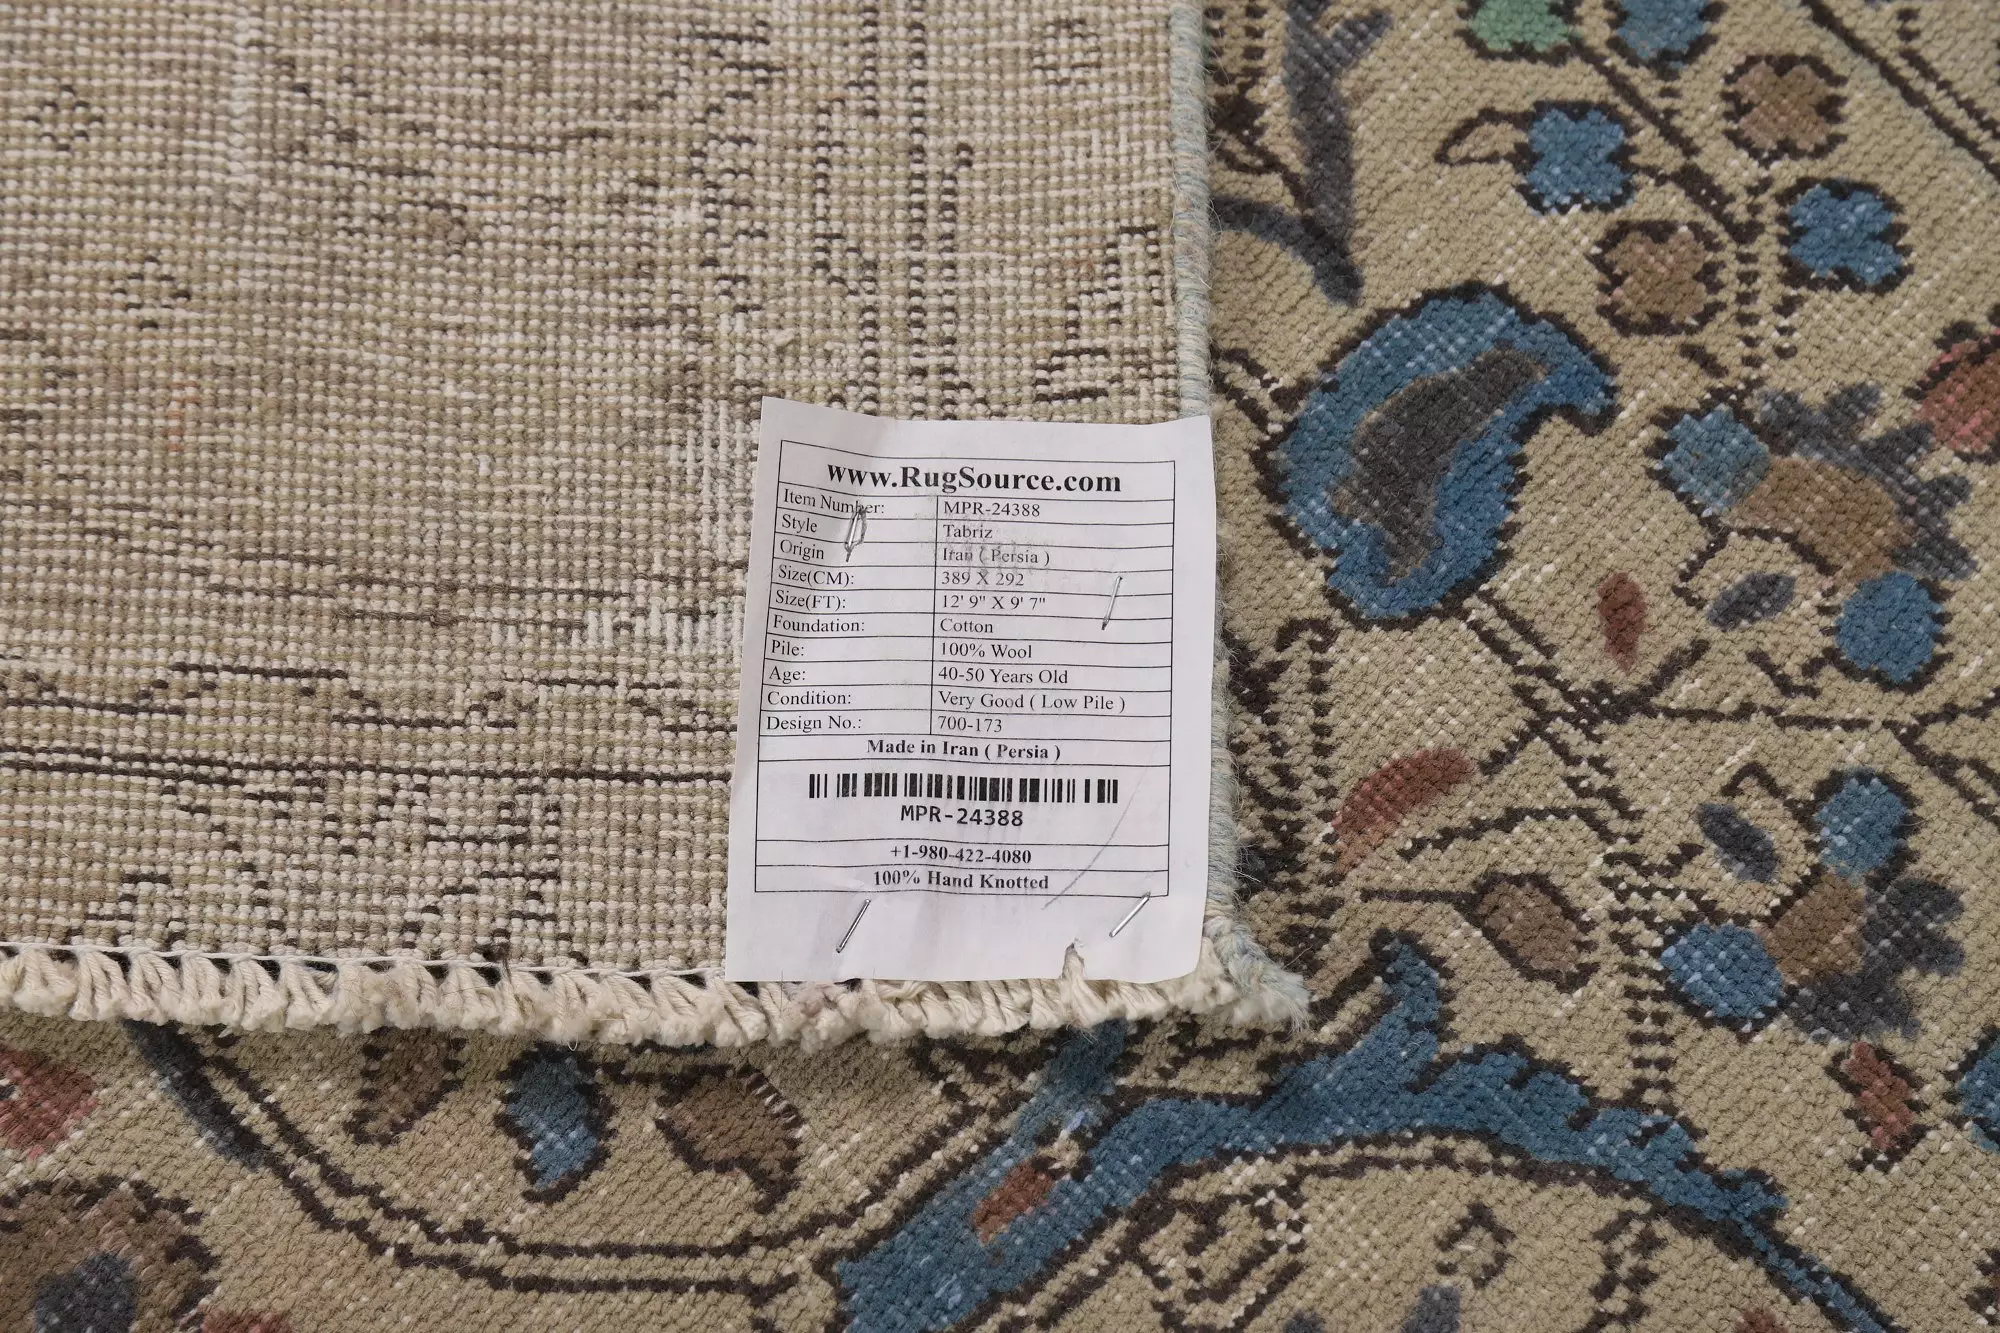 www.RugSource.com
Item Number: MPR-24388
Style Tabriz
Origin Iran ( Persia )
Size(CM): 389 X 292
Size(FT): 12' 9" X 9' 7"
Foundation: Cotton
Pile: 100% Wool
Age: 40-50 Years Old
Condition: Very Good ( Low Pile )
Design No.: 700-173
Made in Iran ( Persia )
MPR-24388
+1-980-422-4080
100% Hand Knotted